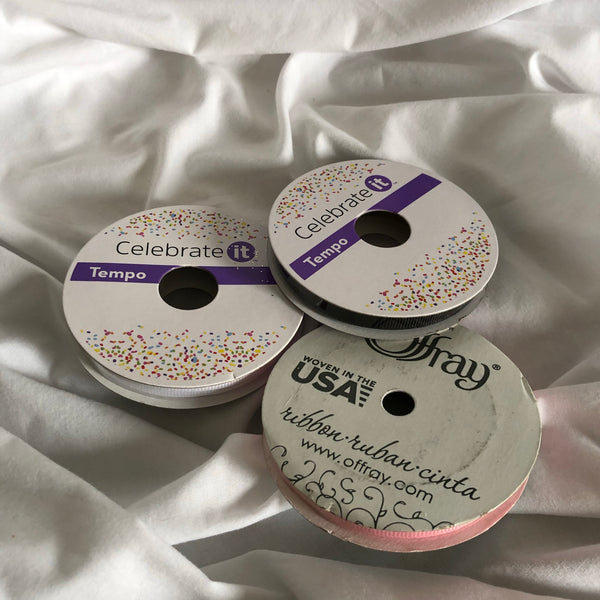 Celebrate it
Tempo
Celebrate it
Tempo
Offray®
WOVEN IN THE
USA
ribbon·ruban·cinta
www.offray.com